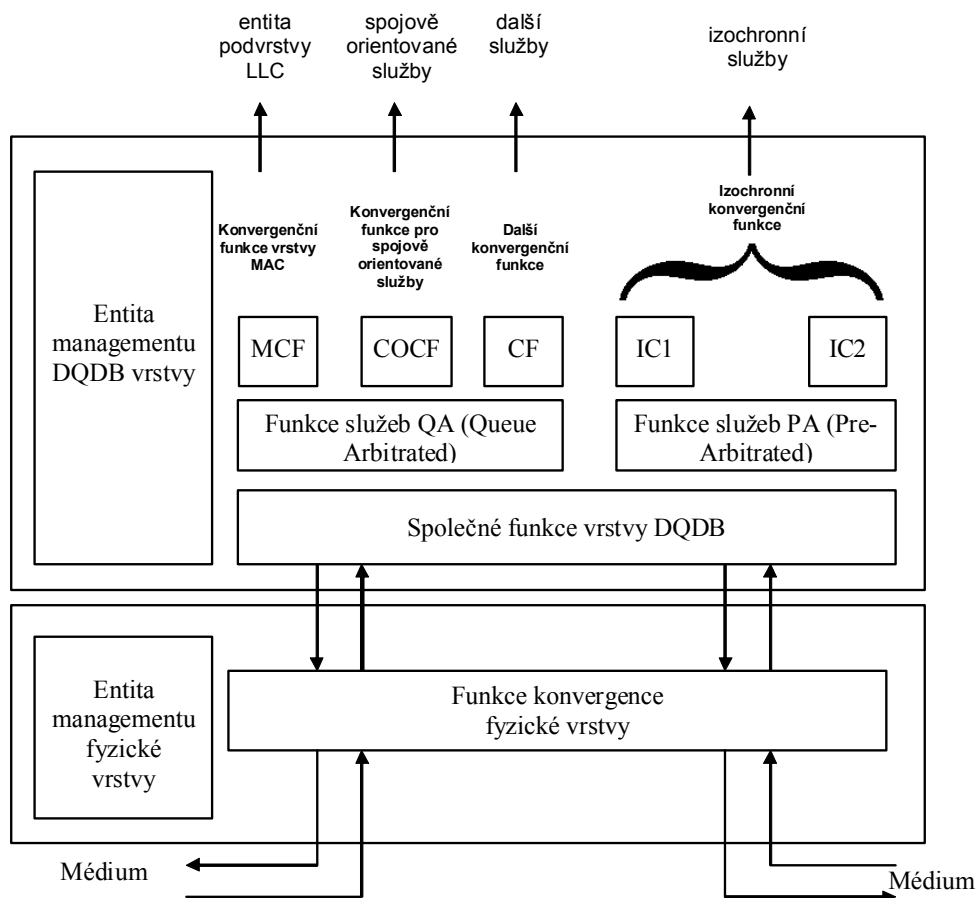 entita
podvrstvy
LLC
spojově
orientované
služby
další
služby
izochronní
služby
Konvergenční
funkce vrstvy
MAC
Konvergenční
funkce pro
spojově
orientované
služby
Další
konvergenční
funkce
Izochronní
konvergenční
funkce
Entita
managementu
DQDB vrstvy
MCF
COCF
CF
IC1
IC2
Funkce služeb QA (Queue
Arbitrated)
Funkce služeb PA (Pre-
Arbitrated)
Společné funkce vrstvy DQDB
Entita
managementu
fyzické
vrstvy
Funkce konvergence
fyzické vrstvy
Médium
Médium